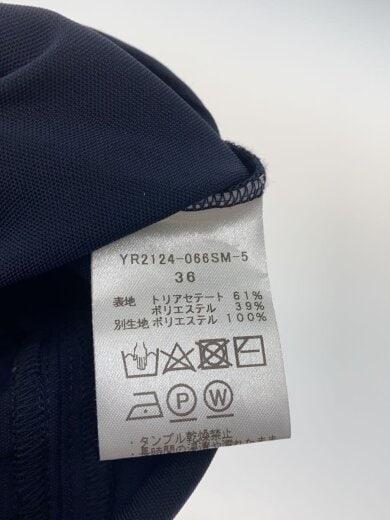 YR2124-066SM-5
36
表地 トリアセテート 61%
ポリエステル 39%
別生地 ポリエステル 100%
P W
・タンブル乾燥禁止